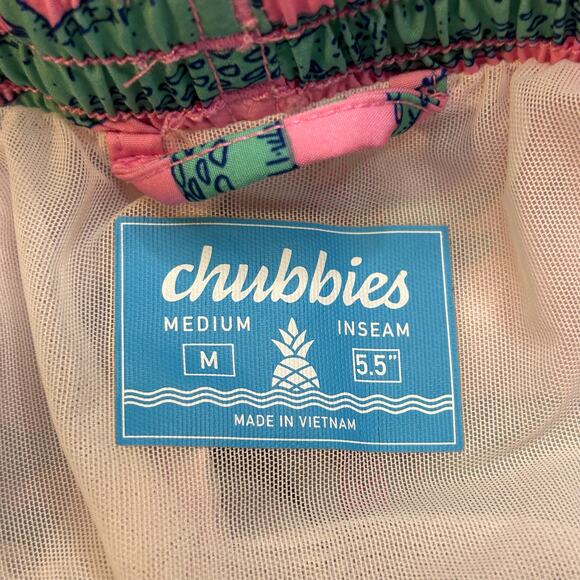 chubbies
MEDIUM INSEAM
M 5.5"
MADE IN VIETNAM